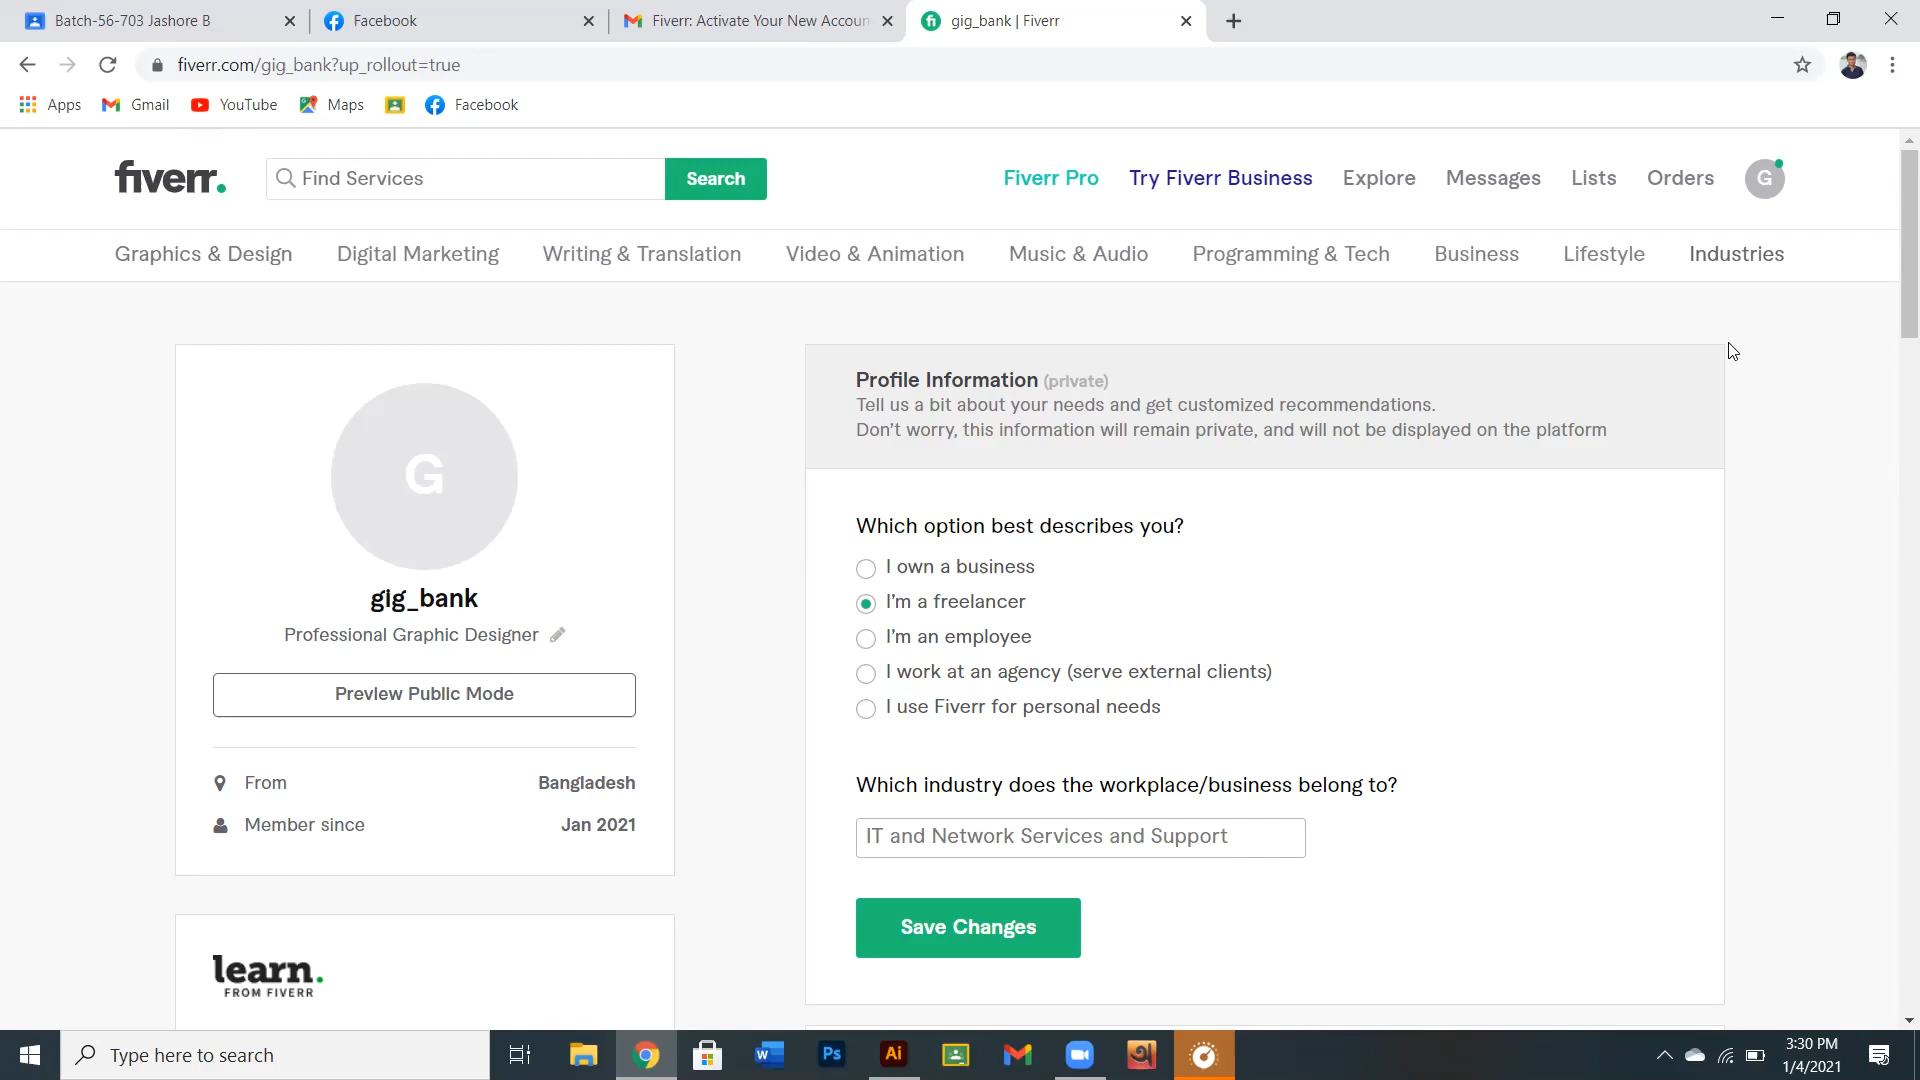 Batch-56-703 Jashore B
Facebook
Fiverr: Activate Your New Accoun
gig_bank | Fiverr
fiverr.com/gig_bank?up_rollout=true
Apps
Gmail
YouTube
Maps
Facebook
fiverr.
Find Services
Search
Fiverr Pro
Try Fiverr Business
Explore
Messages
Lists
Orders
G
Graphics & Design
Digital Marketing
Writing & Translation
Video & Animation
Music & Audio
Programming & Tech
Business
Lifestyle
Industries
G
gig_bank
Professional Graphic Designer
Preview Public Mode
From Bangladesh
Member since Jan 2021
learn.
FROM FIVERR
Profile Information (private)
Tell us a bit about your needs and get customized recommendations.
Don't worry, this information will remain private, and will not be displayed on the platform
Which option best describes you?
I own a business
I'm a freelancer
I'm an employee
I work at an agency (serve external clients)
I use Fiverr for personal needs
Which industry does the workplace/business belong to?
IT and Network Services and Support
Save Changes
Type here to search
Ps
Ai
3:30 PM
1/4/2021